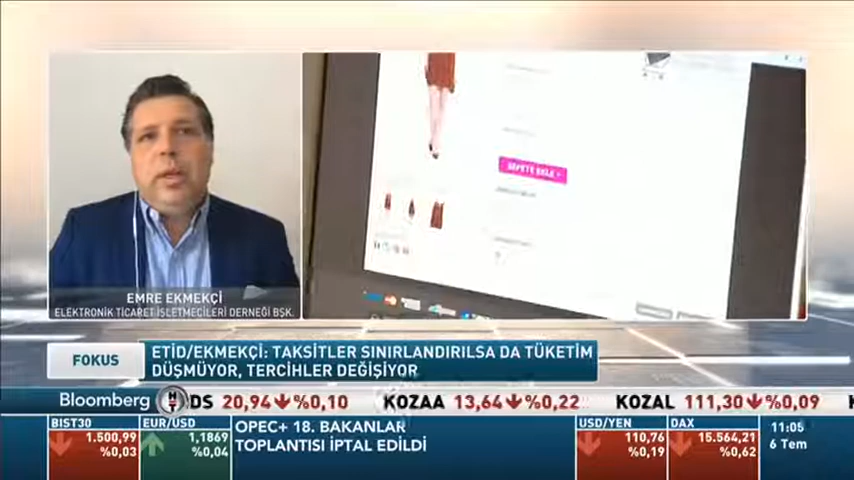 SEPETE EKLE
EMRE EKMEKÇİ
ELEKTRONİK TİCARET İŞLETMECİLERİ DERNEĞİ BŞK.
FOKUS
ETİD/EKMEKÇİ: TAKSİTLER SINIRLANDIRILSA DA TÜKETİM
DÜŞMÜYOR, TERCİHLER DEĞİŞİYOR
Bloomberg HT
DS 20,94 %0,10 KOZAA 13,64 %0,22 KOZAL 111,30 %0,09
BIST30
1.500,99
%0,03
EUR/USD
1,1869
%0,04
OPEC+ 18. BAKANLAR
TOPLANTISI İPTAL EDİLDİ
USD/YEN
110,76
%0,19
DAX
15.564,21
%0,62
11:05
6 Tem